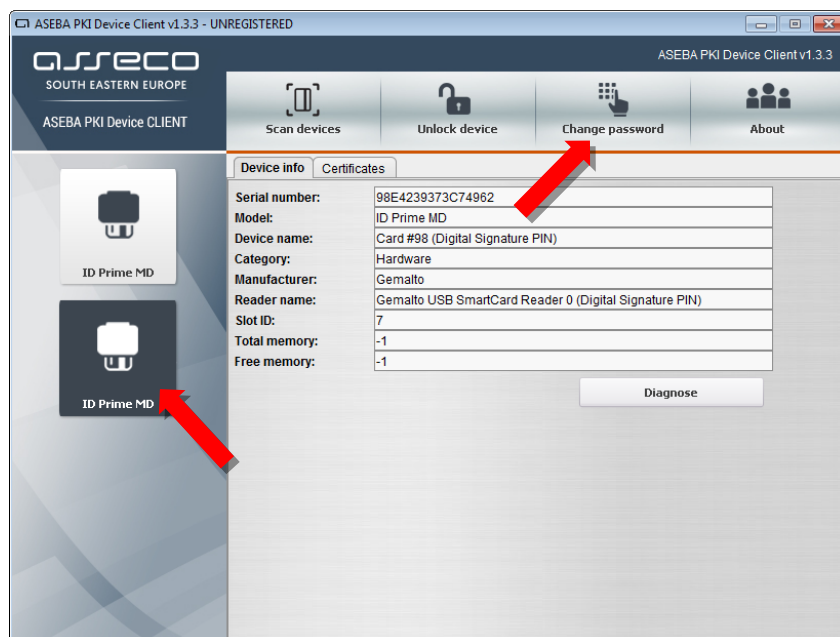 ASEBA PKI Device Client v1.3.3 - UNREGISTERED
asseco
SOUTH EASTERN EUROPE
ASEBA PKI Device CLIENT
ASEBA PKI Device Client v1.3.3
Scan devices
Unlock device
Change password
About
ID Prime MD
ID Prime MD
Device info
Certificates
Serial number: 98E4239373C74962
Model: ID Prime MD
Device name: Card #98 (Digital Signature PIN)
Category: Hardware
Manufacturer: Gemalto
Reader name: Gemalto USB SmartCard Reader 0 (Digital Signature PIN)
Slot ID: 7
Total memory: -1
Free memory: -1
Diagnose